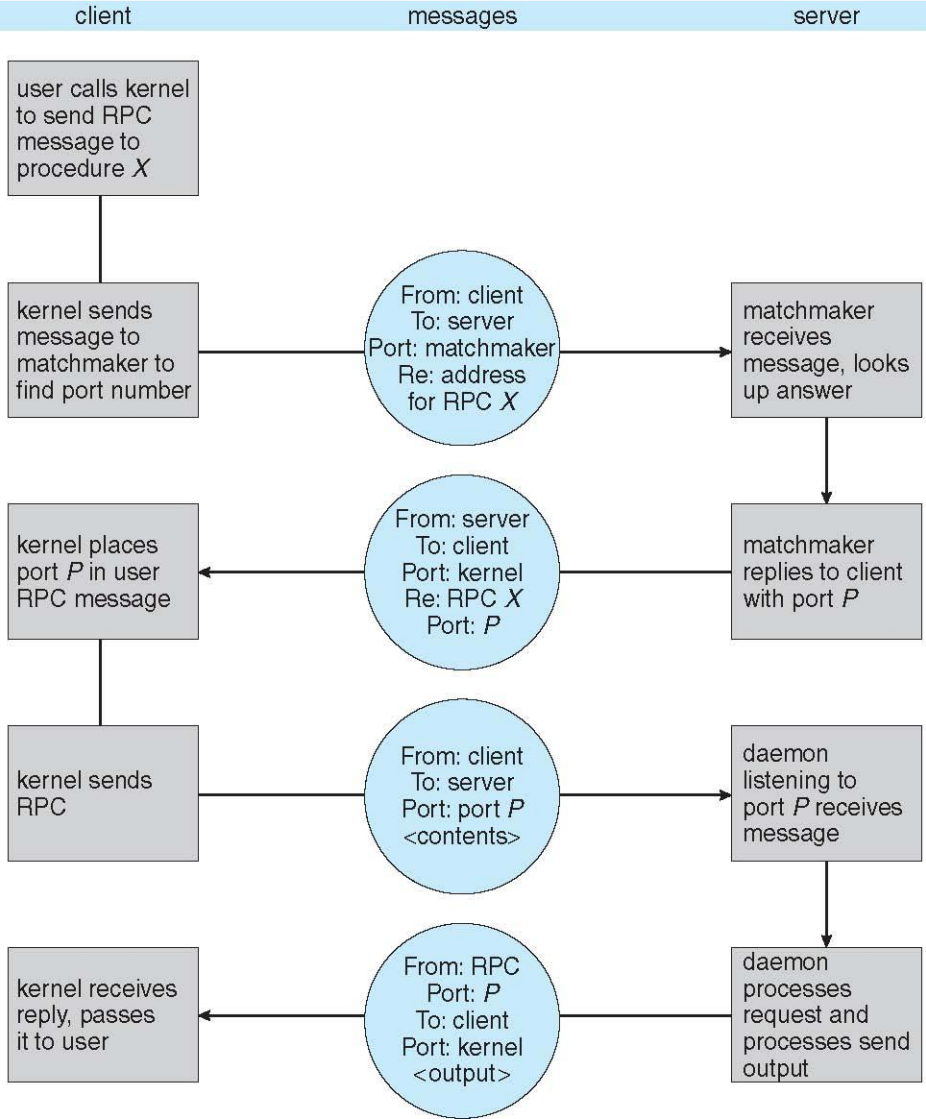 client
messages
server
user calls kernel
to send RPC
message to
procedure X
kernel sends
message to
matchmaker to
find port number
From: client
To: server
Port: matchmaker
Re: address
for RPC X
matchmaker
receives
message, looks
up answer
kernel places
port P in user
RPC message
From: server
To: client
Port: kernel
Re: RPC X
Port: P
matchmaker
replies to client
with port P
kernel sends
RPC
From: client
To: server
Port: port P
<contents>
daemon
listening to
port P receives
message
kernel receives
reply, passes
it to user
From: RPC
Port: P
To: client
Port: kernel
<output>
daemon
processes
request and
processes send
output